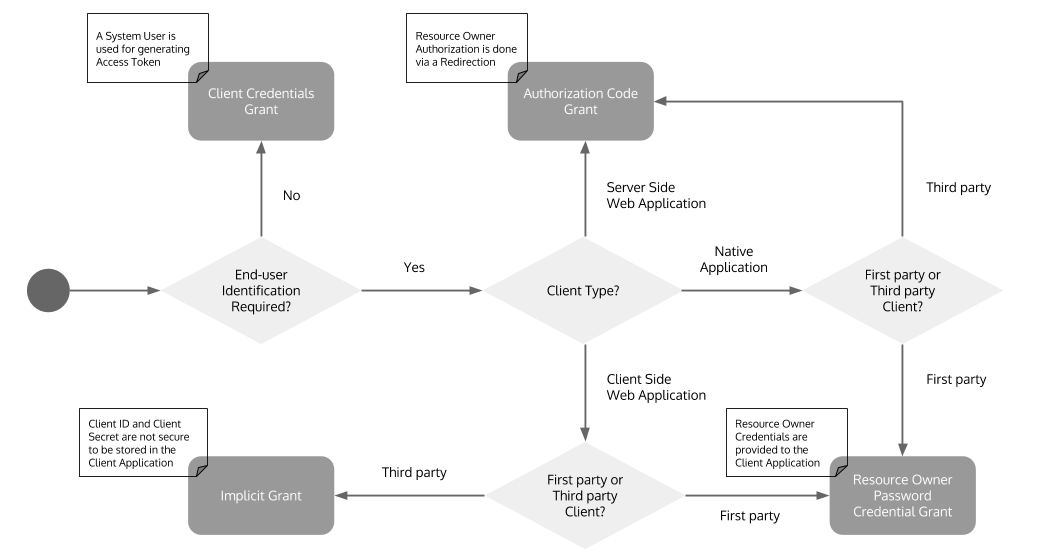 A System User is
used for generating
Access Token
Client Credentials
Grant
Resource Owner
Authorization is done
via a Redirection
Authorization Code
Grant
No
Server Side
Web Application
Third party
End-user
Identification
Required?
Yes
Client Type?
Native
Application
First party or
Third party
Client?
Client Side
Web Application
First party
Client ID and Client
Secret are not secure
to be stored in the
Client Application
Implicit Grant
Third party
First party or
Third party
Client?
First party
Resource Owner
Credentials are
provided to the
Client Application
Resource Owner
Password
Credential Grant